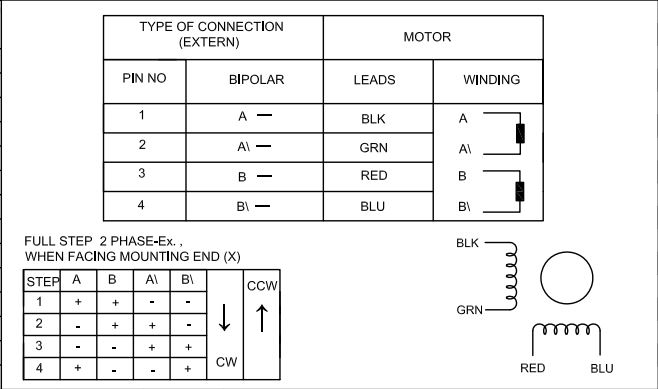 TYPE OF CONNECTION (EXTERN) MOTOR
PIN NO BIPOLAR LEADS WINDING
1 A — BLK A
2 A\ — GRN A\
3 B — RED B
4 B\ — BLU B\
FULL STEP 2 PHASE-Ex. ,
WHEN FACING MOUNTING END (X)
STEP A B A\ B\ CCW
1 + + - -
2 - + + -
3 - - + +
4 + - - + CW
BLK
GRN
RED BLU